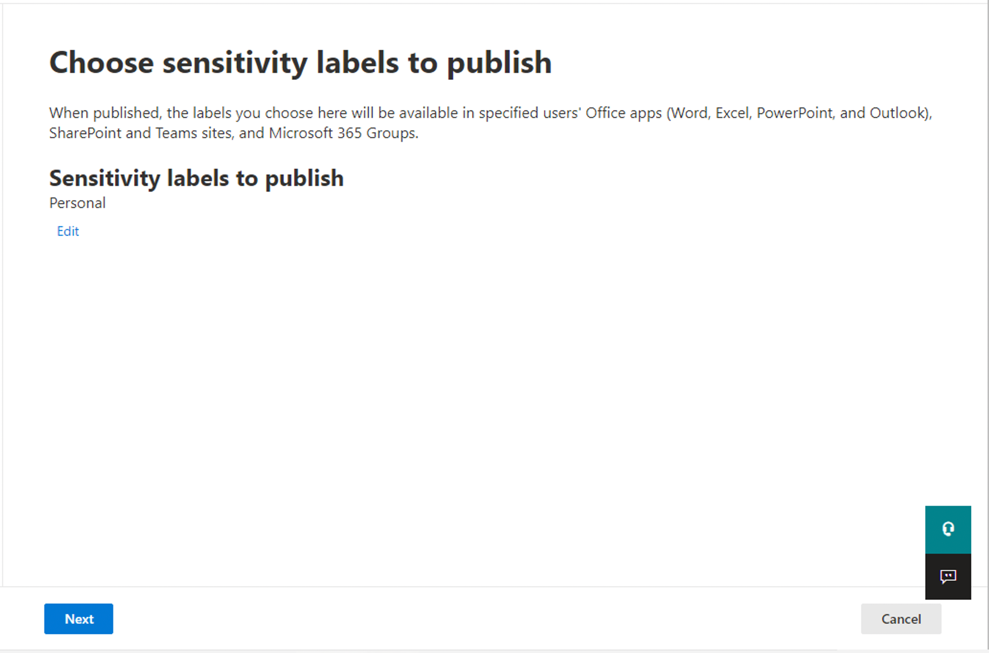 Choose sensitivity labels to publish
When published, the labels you choose here will be available in specified users' Office apps (Word, Excel, PowerPoint, and Outlook),
SharePoint and Teams sites, and Microsoft 365 Groups.
Sensitivity labels to publish
Personal
Edit
Next
Cancel